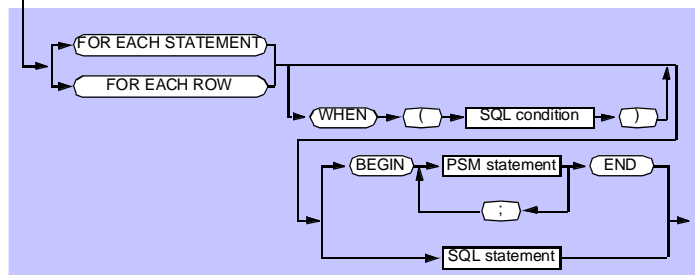 FOR EACH STATEMENT
FOR EACH ROW
WHEN ( SQL condition )
BEGIN PSM statement END
;
SQL statement